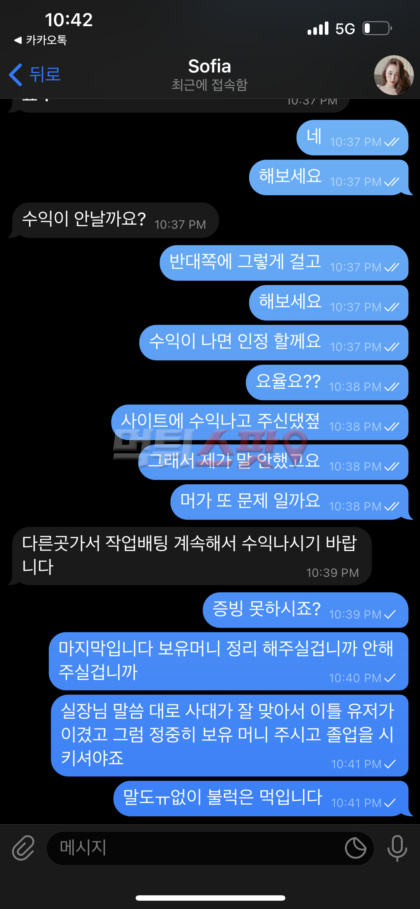 10:42
5G
◀ 카카오톡
뒤로
Sofia
최근에 접속함
10:37 PM
네 10:37 PM
해보세요 10:37 PM
수익이 안날까요? 10:37 PM
반대쪽에 그렇게 걸고 10:37 PM
해보세요 10:37 PM
수익이 나면 인정 할께요 10:37 PM
요율요?? 10:38 PM
사이트에 수익나고 주신댔졒 10:38 PM
먹튀스팟
그래서 제가 말 안했고요 10:38 PM
머가 또 문제 일까요 10:38 PM
다른곳가서 작업배팅 계속해서 수익나시기 바랍
니다
10:39 PM
증빙 못하시죠? 10:39 PM
마지막입니다 보유머니 정리 해주실겁니까 안해
주실겁니까 10:40 PM
실장님 말씀 대로 사대가 잘 맞아서 이틀 유저가
이겼고 그럼 정중히 보유 머니 주시고 졸업을 시
키셔야죠 10:41 PM
말도ㅠ없이 불럭은 먹입니다 10:41 PM
메시지